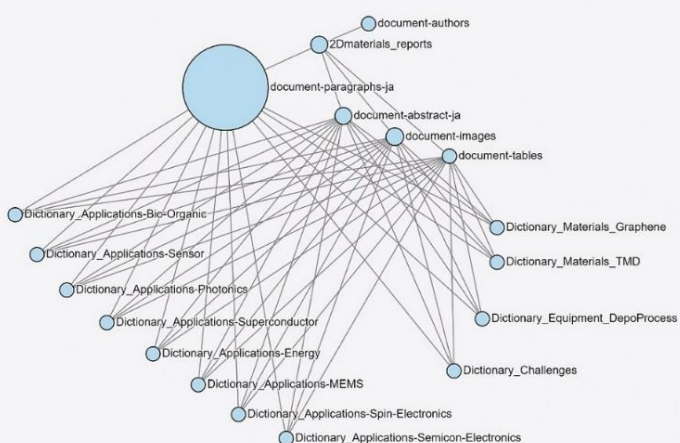 document-authors
2Dmaterials_reports
document-paragraphs-ja
document-abstract-ja
document-images
document-tables
Dictionary_Applications-Bio-Organic
Dictionary_Materials_Graphene
Dictionary_Applications-Sensor
Dictionary_Materials_TMD
Dictionary_Applications-Photonics
Dictionary_Applications-Superconductor
Dictionary_Equipment_DepoProcess
Dictionary_Applications-Energy
Dictionary_Challenges
Dictionary_Applications-MEMS
Dictionary_Applications-Spin-Electronics
Dictionary_Applications-Semicon-Electronics